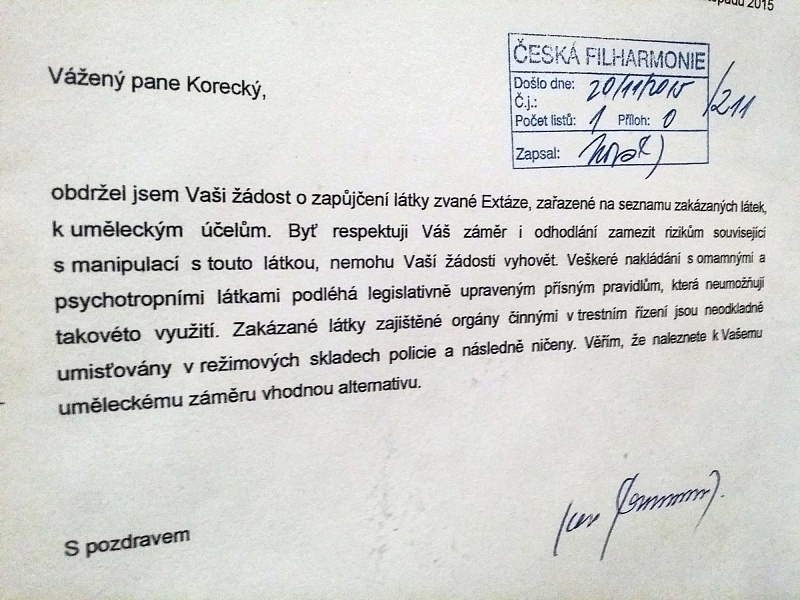 2015
Vážený pane Korecký,
ČESKÁ FILHARMONIE
Došlo dne: 20/11/2015
Č.j.: /211
Počet listů: 1 Příloh: 0
Zapsal:
obdržel jsem Vaši žádost o zapůjčení látky zvané Extáze, zařazené na seznamu zakázaných látek,
k uměleckým účelům. Byť respektuji Váš záměr i odhodlání zamezit rizikům související
s manipulací s touto látkou, nemohu Vaší žádosti vyhovět. Veškeré nakládání s omamnými a
psychotropními látkami podléhá legislativně upraveným přísným pravidlům, která neumožňují
takovéto využití. Zakázané látky zajištěné orgány činnými v trestním řízení jsou neodkladně
umisťovány v režimových skladech policie a následně ničeny. Věřím, že naleznete k Vašemu
uměleckému záměru vhodnou alternativu.
S pozdravem